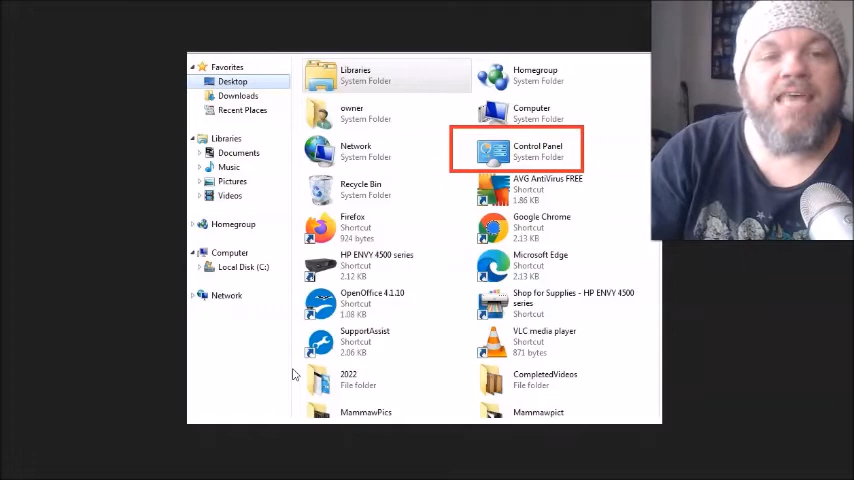 Favorites
Desktop
Downloads
Recent Places
Libraries
Documents
Music
Pictures
Videos
Homegroup
Computer
Local Disk (C:)
Network
Libraries
System Folder
Homegroup
System Folder
owner
System Folder
Computer
System Folder
Network
System Folder
Control Panel
System Folder
Recycle Bin
System Folder
AVG AntiVirus FREE
Shortcut
1.86 KB
Firefox
Shortcut
924 bytes
Google Chrome
Shortcut
2.13 KB
HP ENVY 4500 series
Shortcut
2.12 KB
Microsoft Edge
Shortcut
2.13 KB
OpenOffice 4.1.10
Shortcut
1.08 KB
Shop for Supplies - HP ENVY 4500
series
Shortcut
SupportAssist
Shortcut
2.06 KB
VLC media player
Shortcut
871 bytes
2022
File folder
CompletedVideos
File folder
MammawPics
Mammawpict